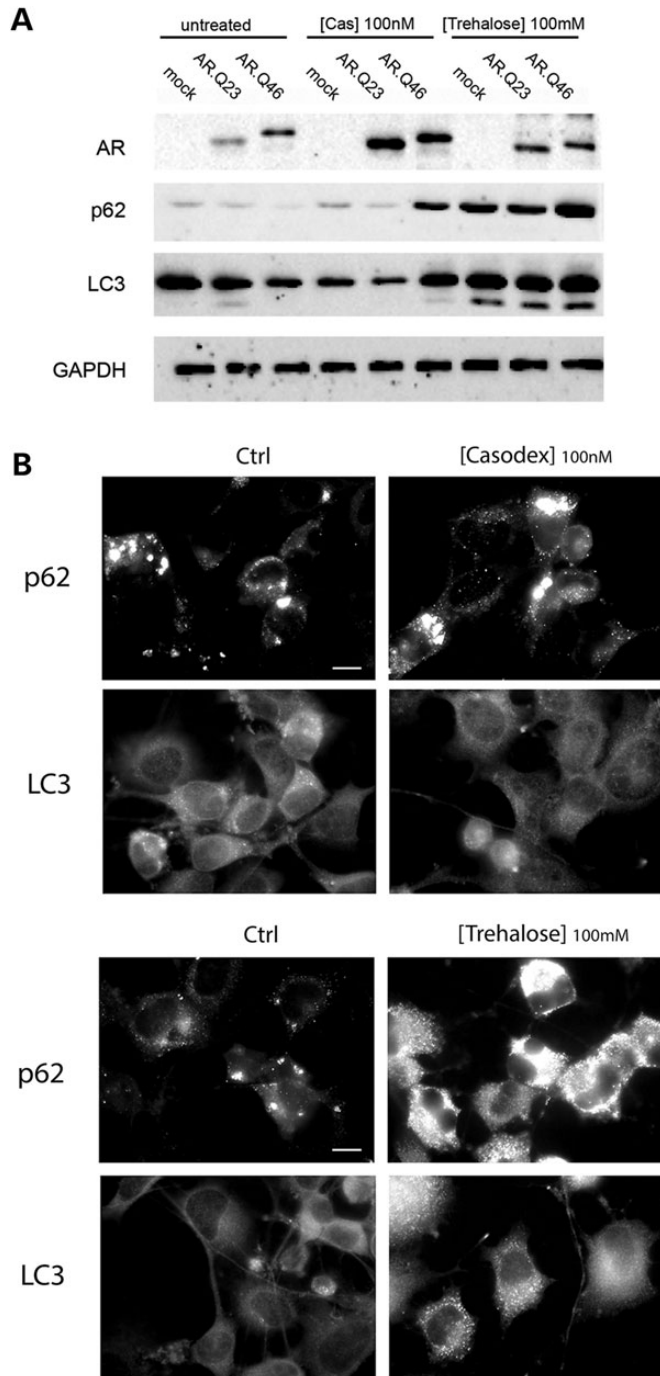 A
untreated [Cas] 100nM [Trehalose] 100mM
mock AR.Q23 AR.Q46 mock AR.Q23 AR.Q46 mock AR.Q23 AR.Q46
AR
p62
LC3
GAPDH
B
Ctrl [Casodex] 100nM
p62
LC3
Ctrl [Trehalose] 100mM
p62
LC3